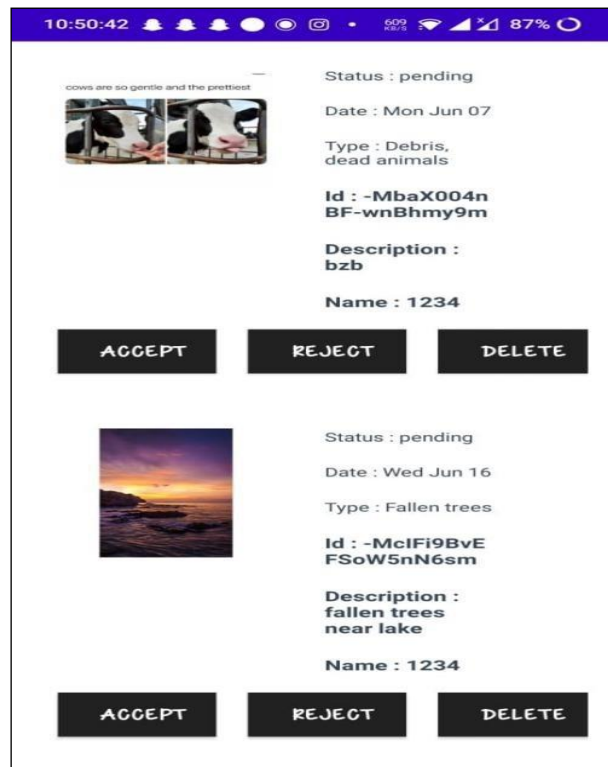 10:50:42
609
KB/S
87%
cows are so gentle and the prettiest
Status : pending
Date : Mon Jun 07
Type : Debris,
dead animals
Id : -MbaX004n
BF-wnBhmy9m
Description :
bzb
Name : 1234
ACCEPT REJECT DELETE
Status : pending
Date : Wed Jun 16
Type : Fallen trees
Id : -McIFi9BvE
FSoW5nN6sm
Description :
fallen trees
near lake
Name : 1234
ACCEPT REJECT DELETE